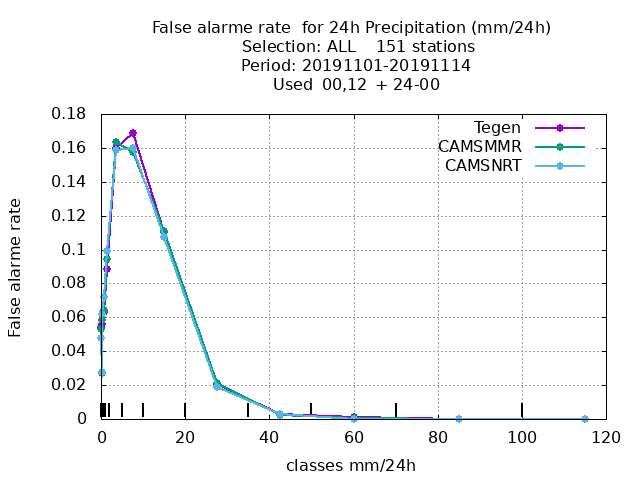 False alarme rate  for 24h Precipitation (mm/24h)
Selection: ALL    151 stations
Period: 20191101-20191114
Used  00,12  + 24-00
Tegen
CAMSMMR
CAMSNRT
False alarme rate
0.18
0.16
0.14
0.12
0.1
0.08
0.06
0.04
0.02
0
0 20 40 60 80 100 120
classes mm/24h